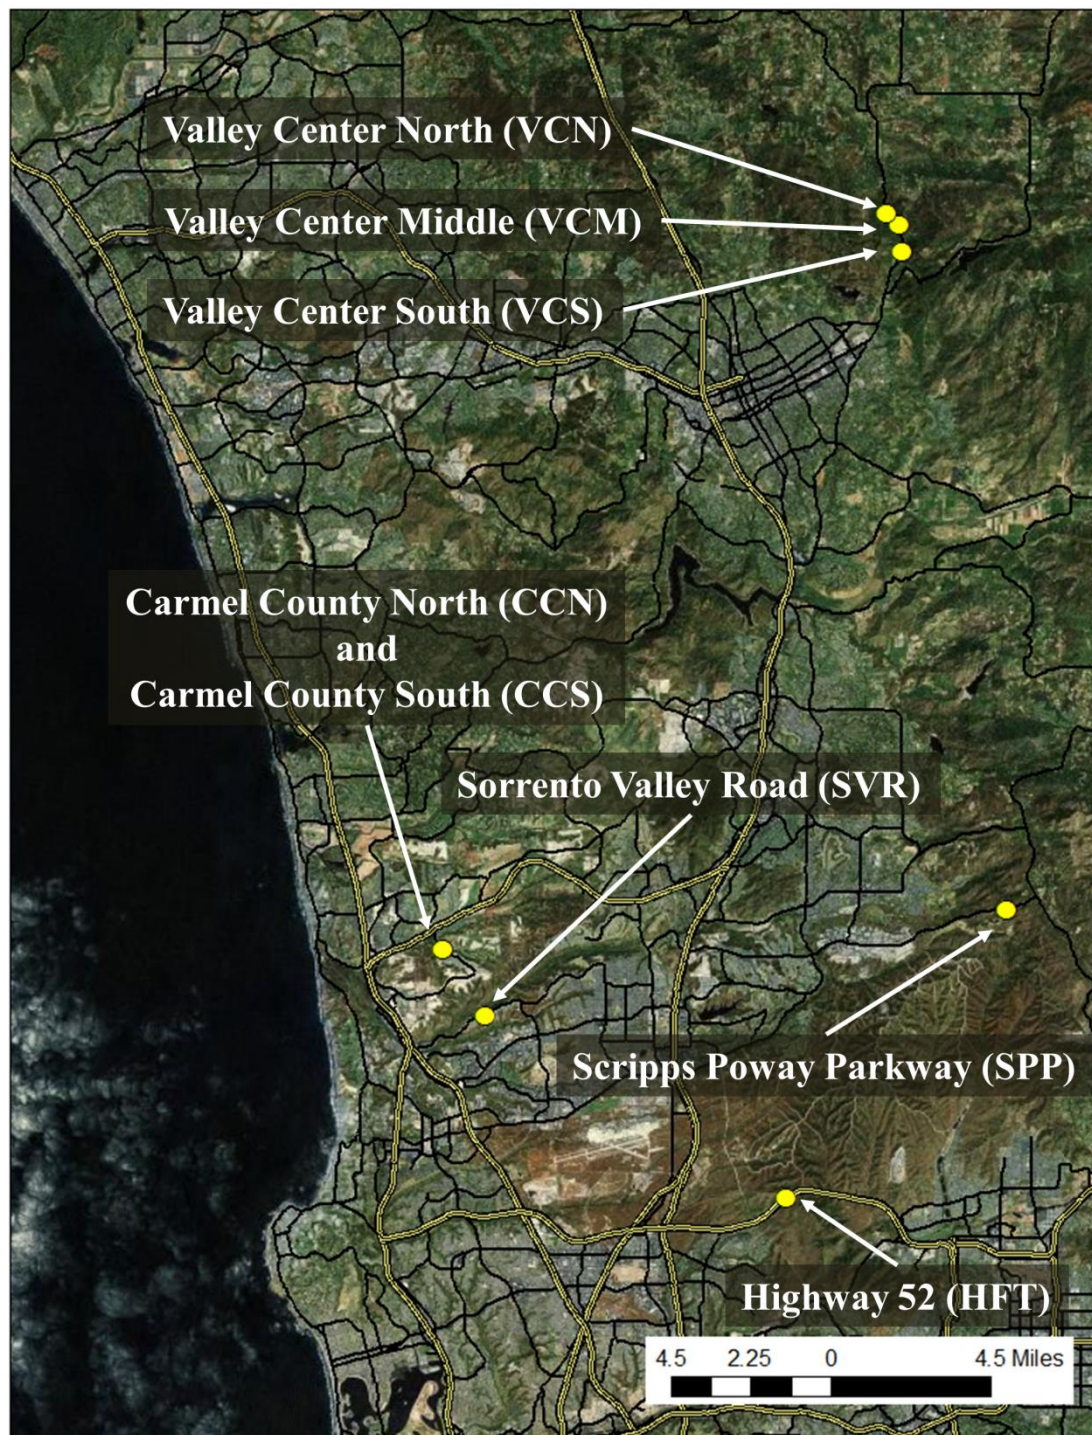 Valley Center North (VCN)
Valley Center Middle (VCM)
Valley Center South (VCS)
Carmel County North (CCN)
and
Carmel County South (CCS)
Sorrento Valley Road (SVR)
Scripps Poway Parkway (SPP)
Highway 52 (HFT)
4.5 2.25 0 4.5 Miles